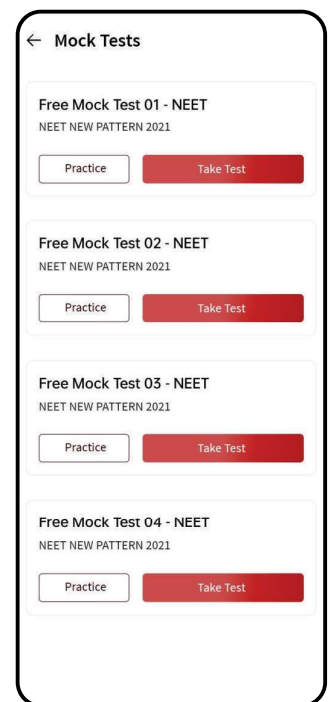 ← Mock Tests
Free Mock Test 01 - NEET
NEET NEW PATTERN 2021
Practice Take Test
Free Mock Test 02 - NEET
NEET NEW PATTERN 2021
Practice Take Test
Free Mock Test 03 - NEET
NEET NEW PATTERN 2021
Practice Take Test
Free Mock Test 04 - NEET
NEET NEW PATTERN 2021
Practice Take Test